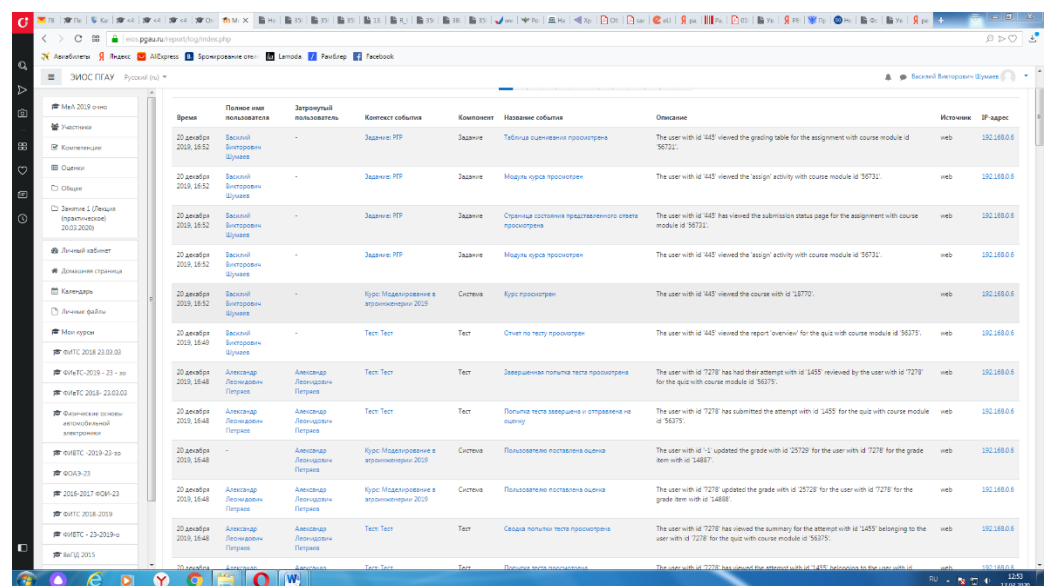 eios.pgau.ru/report/log/index.php
Авиабилеты Яндекс AliExpress Бронирование отел Lamoda Рамблер Facebook
ЭИОС ПГАУ Русский (ru)
Василий Викторович Шумаев
МвА 2019 очно
Участники
Компетенции
Оценки
Общее
Занятие 1 (Лекция
(практическое)
20.03.2020)
Личный кабинет
Домашняя страница
Календарь
Личные файлы
Мои курсы
ФИТС 2018 23.03.03
ФИвТС-2019 - 23 - зо
ФИвТС 2018- 23.03.03
Физические основы
автомобильной
электроники
ФИВТС -2019-23-зо
ФОАЭ-23
2016-2017 ФОИ-23
ФИТС 2018-2019
ФИВТС - 23-2019-о
ВвПД 2015
Время
Полное имя
пользователя
Затронутый
пользователь
Контекст события
Компонент
Название события
Описание
Источник
IP-адрес
20 декабря
2019, 16:52
Василий
Викторович
Шумаев
-
Задание: РГР
Задание
Таблица оценивания просмотрена
The user with id '445' viewed the grading table for the assignment with course module id
'56731'.
web
192.168.0.6
20 декабря
2019, 16:52
Василий
Викторович
Шумаев
-
Задание: РГР
Задание
Модуль курса просмотрен
The user with id '445' viewed the 'assign' activity with course module id '56731'.
web
192.168.0.6
20 декабря
2019, 16:52
Василий
Викторович
Шумаев
-
Задание: РГР
Задание
Страница состояния представленного ответа
просмотрена
The user with id '445' has viewed the submission status page for the assignment with course
module id '56731'.
web
192.168.0.6
20 декабря
2019, 16:52
Василий
Викторович
Шумаев
-
Задание: РГР
Задание
Модуль курса просмотрен
The user with id '445' viewed the 'assign' activity with course module id '56731'.
web
192.168.0.6
20 декабря
2019, 16:52
Василий
Викторович
Шумаев
-
Курс: Моделирование в
агроинженерии 2019
Система
Курс просмотрен
The user with id '445' viewed the course with id '18770'.
web
192.168.0.6
20 декабря
2019, 16:49
Василий
Викторович
Шумаев
-
Тест: Тест
Тест
Отчет по тесту просмотрен
The user with id '445' viewed the report 'overview' for the quiz with course module id '56375'.
web
192.168.0.6
20 декабря
2019, 16:48
Александр
Леонидович
Петряев
Александр
Леонидович
Петряев
Тест: Тест
Тест
Завершенная попытка теста просмотрена
The user with id '7278' has had their attempt with id '1455' reviewed by the user with id '7278'
for the quiz with course module id '56375'.
web
192.168.0.6
20 декабря
2019, 16:48
Александр
Леонидович
Петряев
Александр
Леонидович
Петряев
Тест: Тест
Тест
Попытка теста завершена и отправлена на
оценку
The user with id '7278' has submitted the attempt with id '1455' for the quiz with course module
id '56375'.
web
192.168.0.6
20 декабря
2019, 16:48
-
Александр
Леонидович
Петряев
Курс: Моделирование в
агроинженерии 2019
Система
Пользователю поставлена оценка
The user with id '-1' updated the grade with id '25729' for the user with id '7278' for the grade
item with id '14887'.
web
192.168.0.6
20 декабря
2019, 16:48
Александр
Леонидович
Петряев
Александр
Леонидович
Петряев
Курс: Моделирование в
агроинженерии 2019
Система
Пользователю поставлена оценка
The user with id '7278' updated the grade with id '25728' for the user with id '7278' for the
grade item with id '14888'.
web
192.168.0.6
20 декабря
2019, 16:48
Александр
Леонидович
Петряев
Александр
Леонидович
Петряев
Тест: Тест
Тест
Сводка попытки теста просмотрена
The user with id '7278' has viewed the summary for the attempt with id '1455' belonging to the
user with id '7278' for the quiz with course module id '56375'.
web
192.168.0.6
RU
12:53